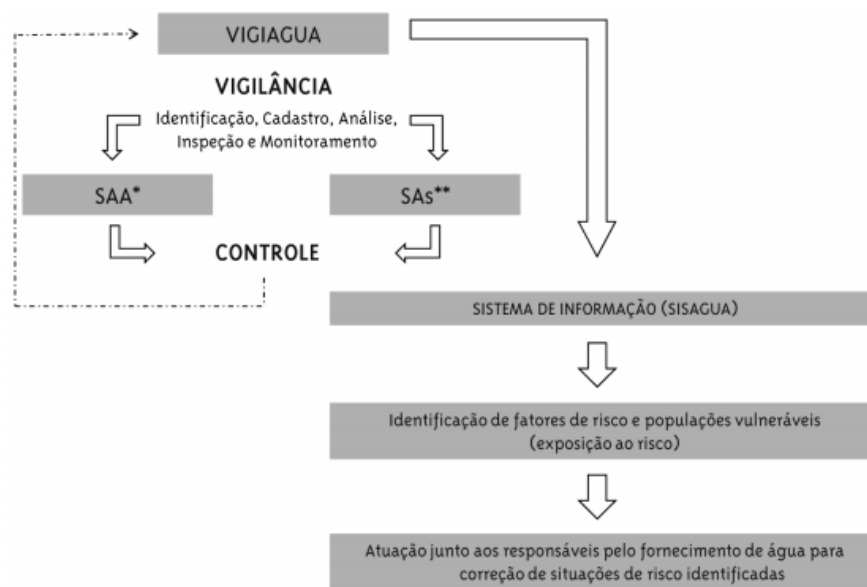 VIGIAGUA
VIGILÂNCIA
Identificação, Cadastro, Análise,
Inspeção e Monitoramento
SAA*
SAs**
CONTROLE
SISTEMA DE INFORMAÇÃO (SISAGUA)
Identificação de fatores de risco e populações vulneráveis
(exposição ao risco)
Atuação junto aos responsáveis pelo fornecimento de água para
correção de situações de risco identificadas